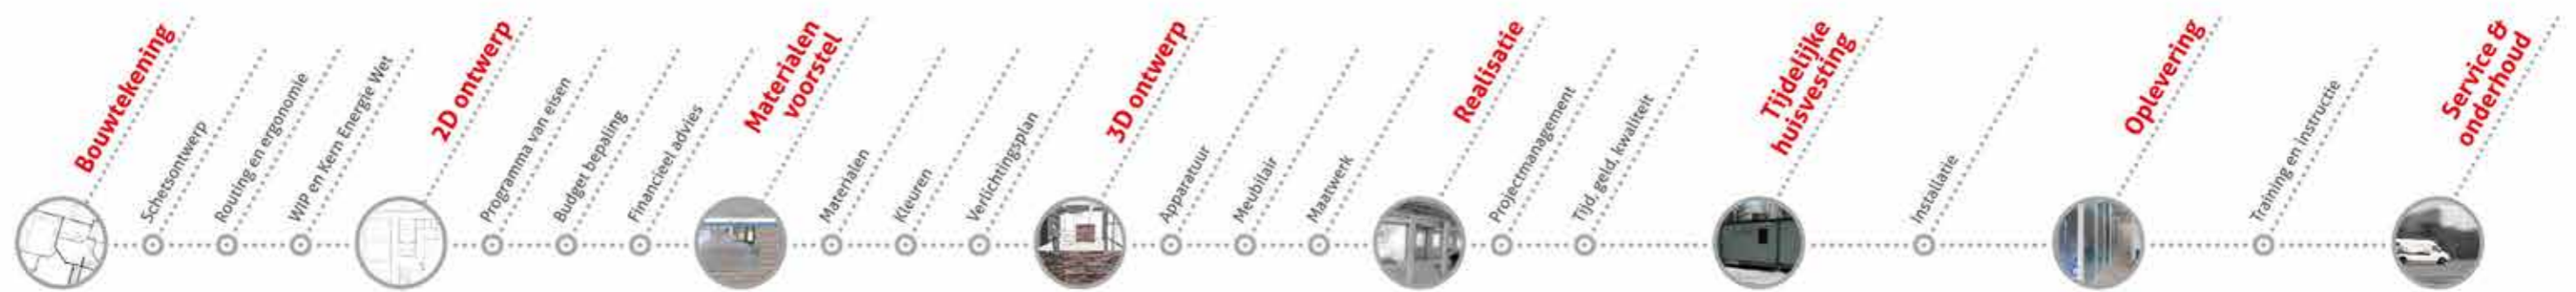 Bouwtekening
Schetsontwerp
Routing en ergonomie
WIP en Kern Energie Wet
2D ontwerp
Programma van eisen
Budget bepaling
Financieel advies
Materialen
voorstel
Materialen
Kleuren
Verlichtingsplan
3D ontwerp
Apparatuur
Meubilair
Maatwerk
Realisatie
Projectmanagement
Tijd, geld, kwaliteit
Tijdelijke
huisvesting
Installatie
Oplevering
Training en instructie
Service &
onderhoud